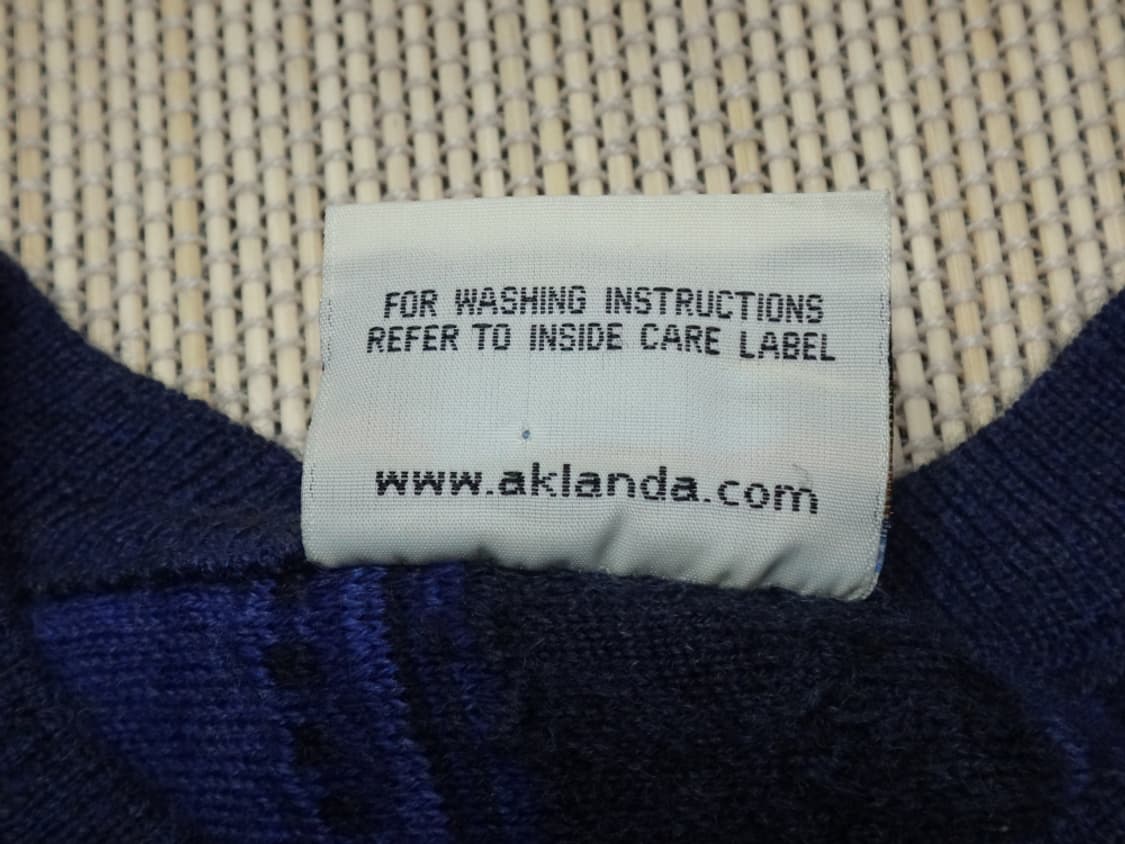 FOR WASHING INSTRUCTIONS
REFER TO INSIDE CARE LABEL
www.aklanda.com